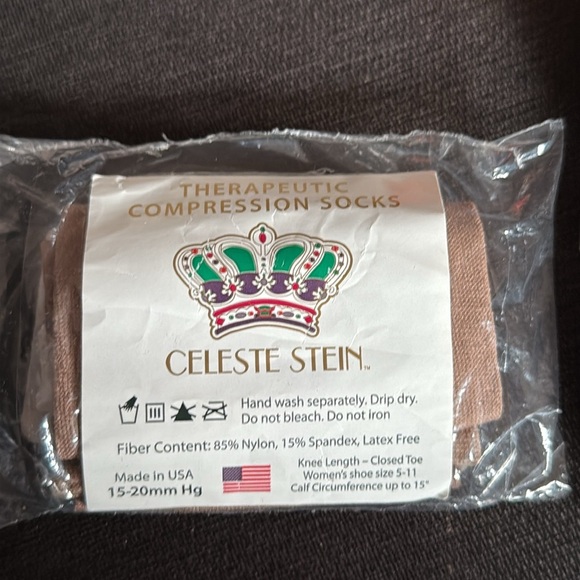 THERAPEUTIC
COMPRESSION SOCKS
CELESTE STEIN™
Hand wash separately. Drip dry.
Do not bleach. Do not iron
Fiber Content: 85% Nylon, 15% Spandex, Latex Free
Made in USA
15-20mm Hg
Knee Length – Closed Toe
Women's shoe size 5-11
Calf Circumference up to 15"